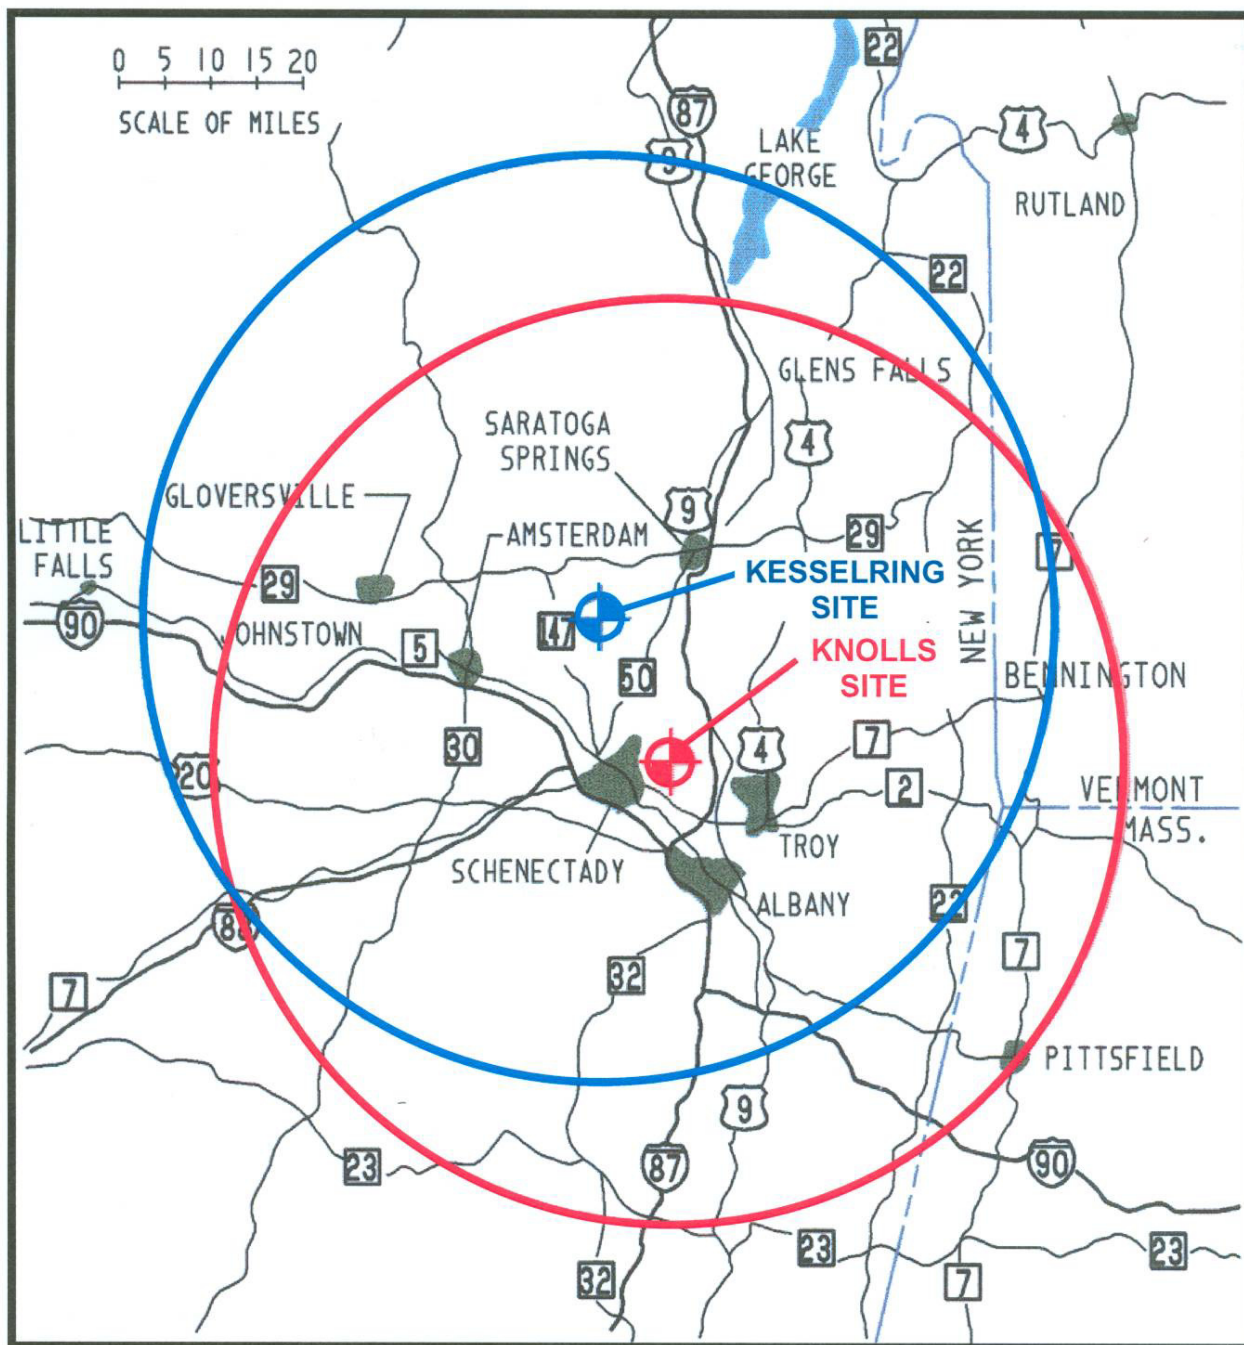 0 5 10 15 20
SCALE OF MILES
22
87
9
LAKE
GEORGE
4
RUTLAND
22
GLENS FALLS
SARATOGA
SPRINGS
4
GLOVERSVILLE
9
LITTLE
FALLS
AMSTERDAM
29
29
7
KESSELRING
SITE
NEW YORK
90
JOHNSTOWN
5
147
50
KNOLLS
SITE
BENNINGTON
30
4
7
20
2
VERMONT
MASS.
SCHENECTADY
TROY
ALBANY
22
7
32
7
PITTSFIELD
9
23
87
90
23
23
32
7